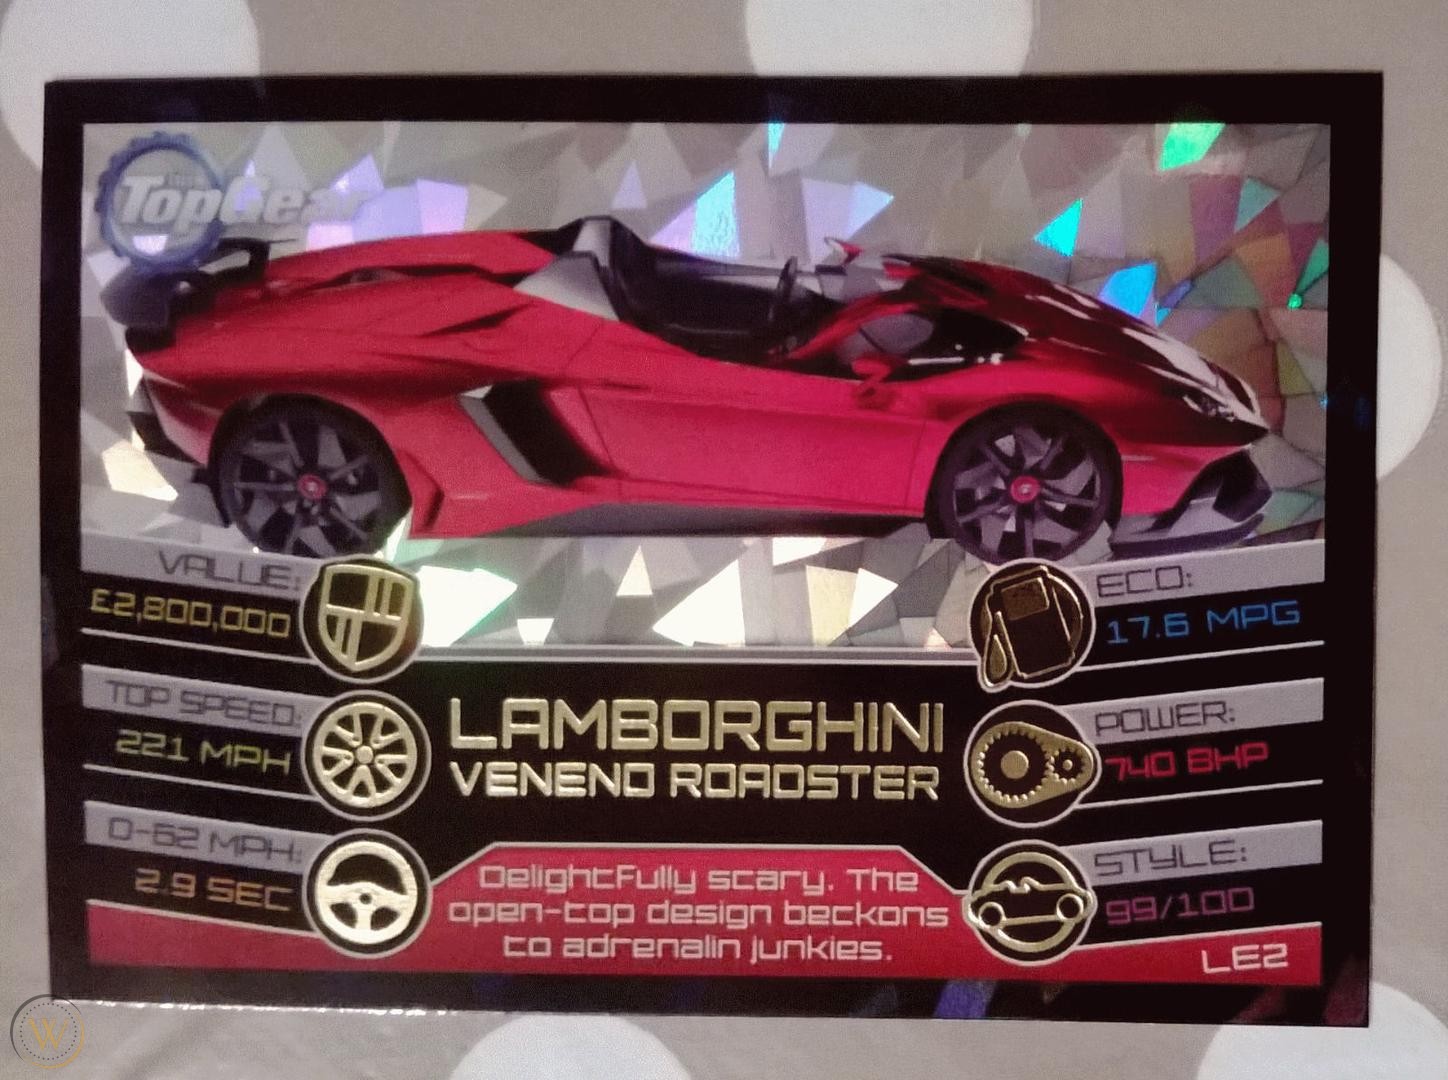 TopGear
VALUE:
£2,800,000
TOP SPEED:
221 MPH
0-62 MPH:
2.9 SEC
LAMBORGHINI
VENENO ROADSTER
Delightfully scary. The
open-top design beckons
to adrenalin junkies.
ECO:
17.6 MPG
POWER:
740 BHP
STYLE:
99/100
LE2
W